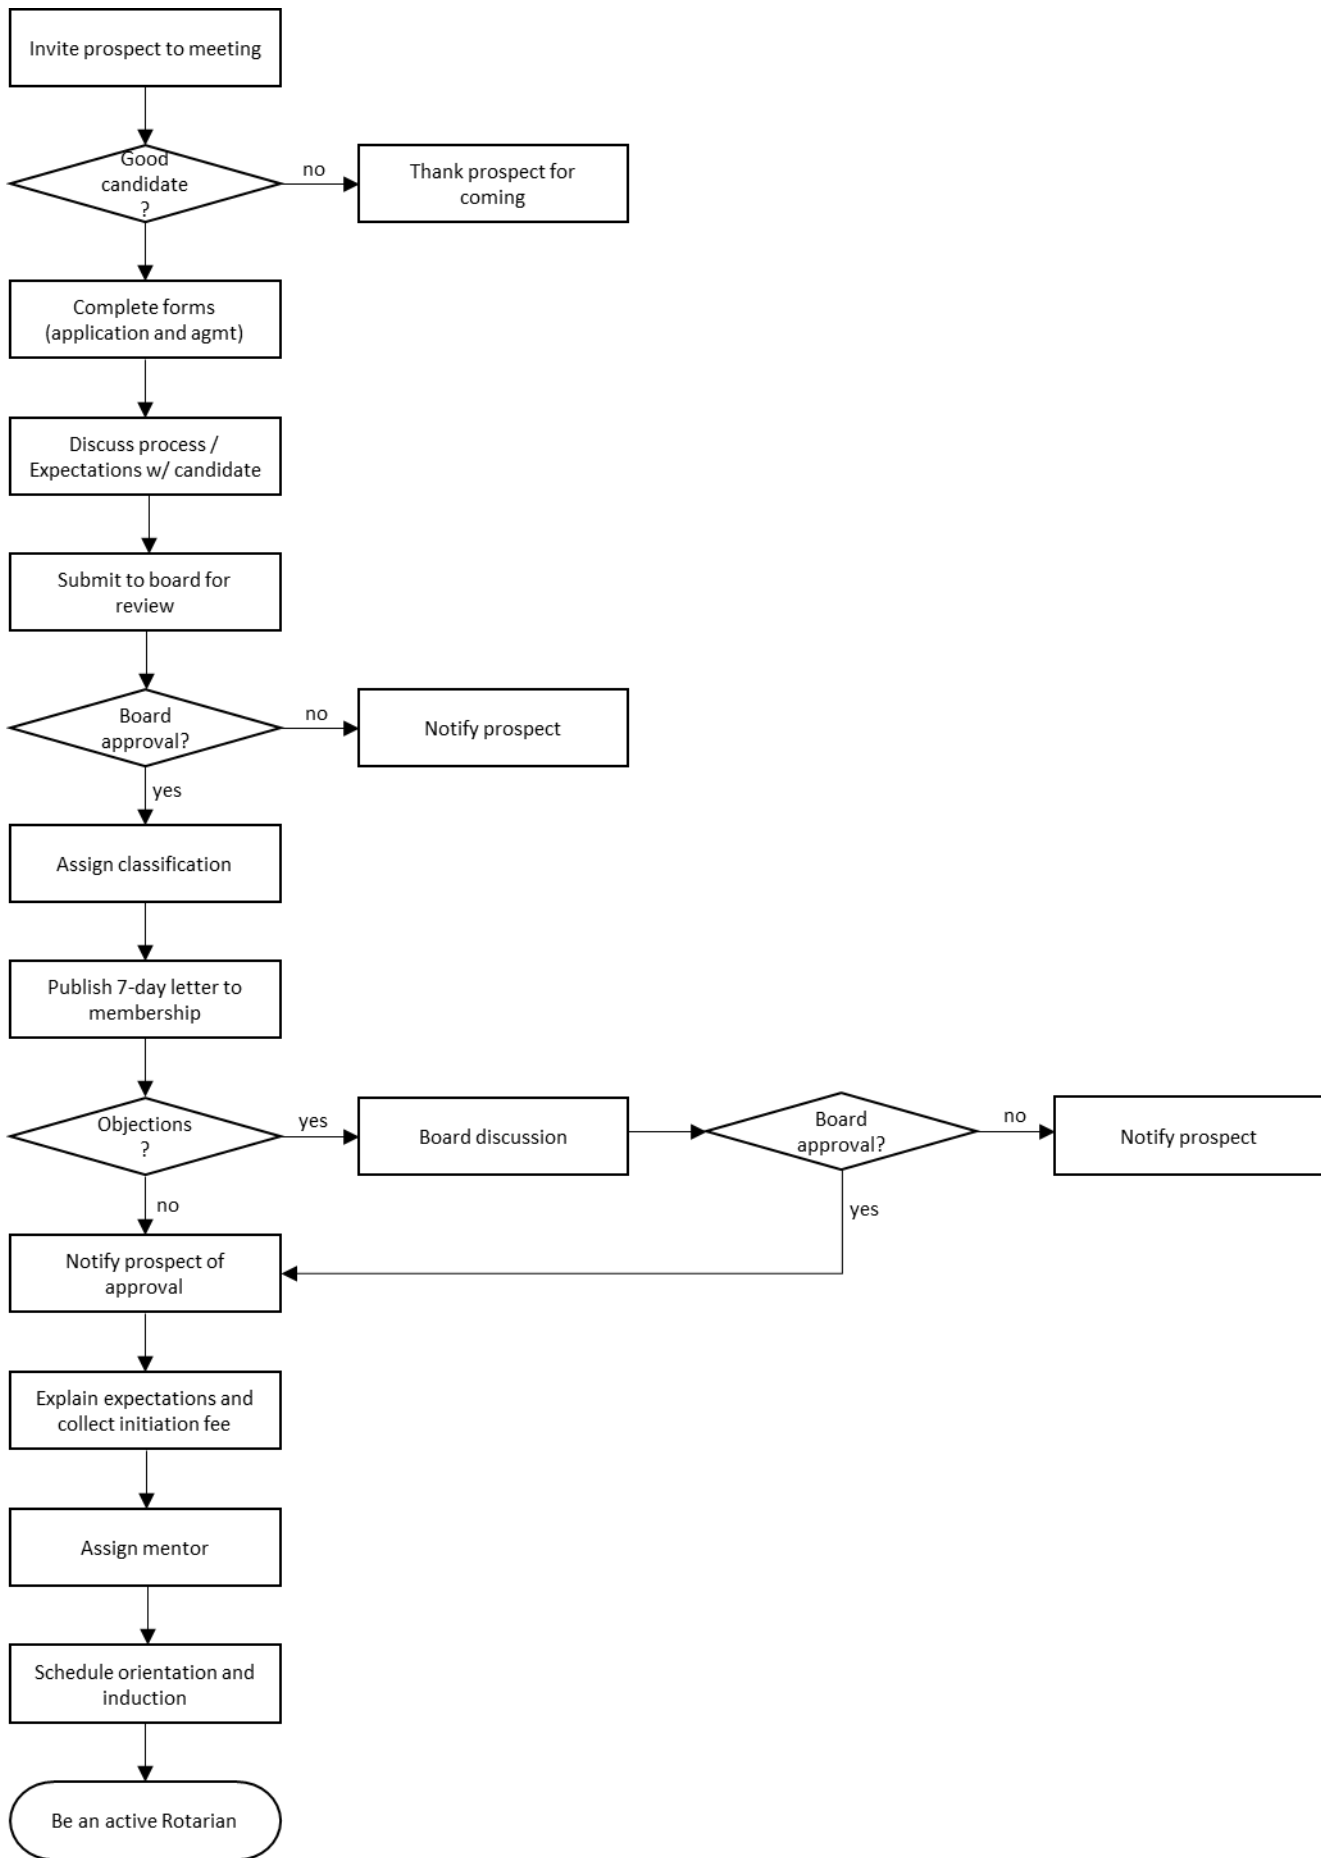 Invite prospect to meeting
Good
candidate
?
no
Thank prospect for
coming
Complete forms
(application and agmt)
Discuss process /
Expectations w/ candidate
Submit to board for
review
Board
approval?
no
Notify prospect
yes
Assign classification
Publish 7-day letter to
membership
Objections
?
yes
Board discussion
Board
approval?
no
Notify prospect
no
yes
Notify prospect of
approval
Explain expectations and
collect initiation fee
Assign mentor
Schedule orientation and
induction
Be an active Rotarian